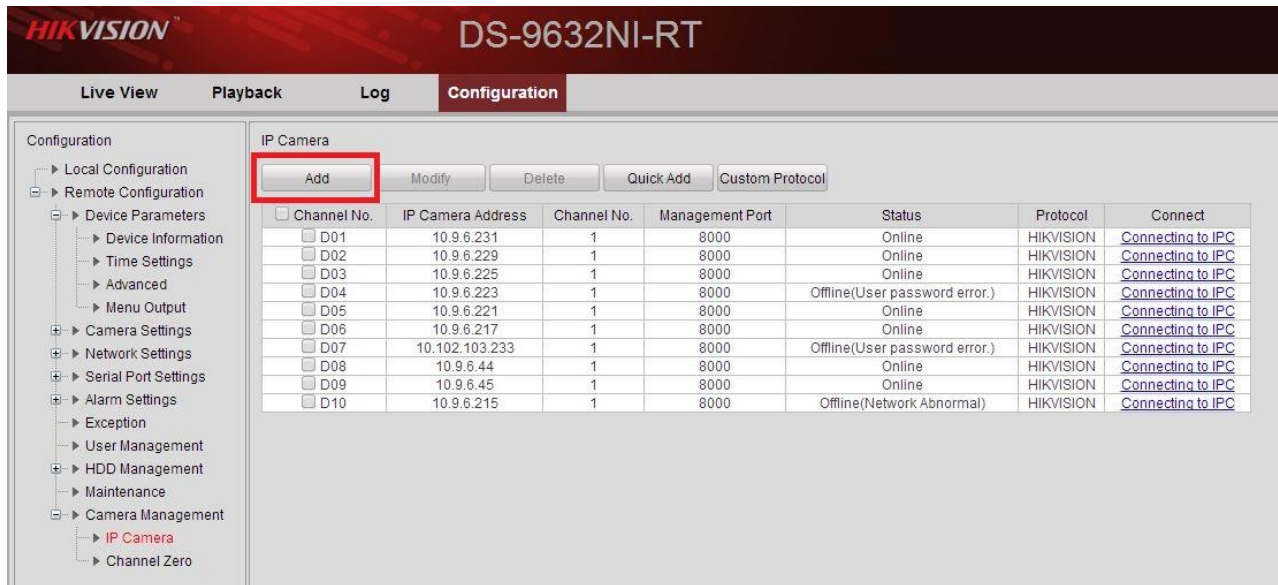 HIKVISION™
DS-9632NI-RT
Live View Playback Log Configuration
Configuration
Local Configuration
Remote Configuration
Device Parameters
Device Information
Time Settings
Advanced
Menu Output
Camera Settings
Network Settings
Serial Port Settings
Alarm Settings
Exception
User Management
HDD Management
Maintenance
Camera Management
IP Camera
Channel Zero
IP Camera
Add Modify Delete Quick Add Custom Protocol
Channel No. IP Camera Address Channel No. Management Port Status Protocol Connect
D01 10.9.6.231 1 8000 Online HIKVISION Connecting to IPC
D02 10.9.6.229 1 8000 Online HIKVISION Connecting to IPC
D03 10.9.6.225 1 8000 Online HIKVISION Connecting to IPC
D04 10.9.6.223 1 8000 Offline(User password error.) HIKVISION Connecting to IPC
D05 10.9.6.221 1 8000 Online HIKVISION Connecting to IPC
D06 10.9.6.217 1 8000 Online HIKVISION Connecting to IPC
D07 10.102.103.233 1 8000 Offline(User password error.) HIKVISION Connecting to IPC
D08 10.9.6.44 1 8000 Online HIKVISION Connecting to IPC
D09 10.9.6.45 1 8000 Online HIKVISION Connecting to IPC
D10 10.9.6.215 1 8000 Offline(Network Abnormal) HIKVISION Connecting to IPC